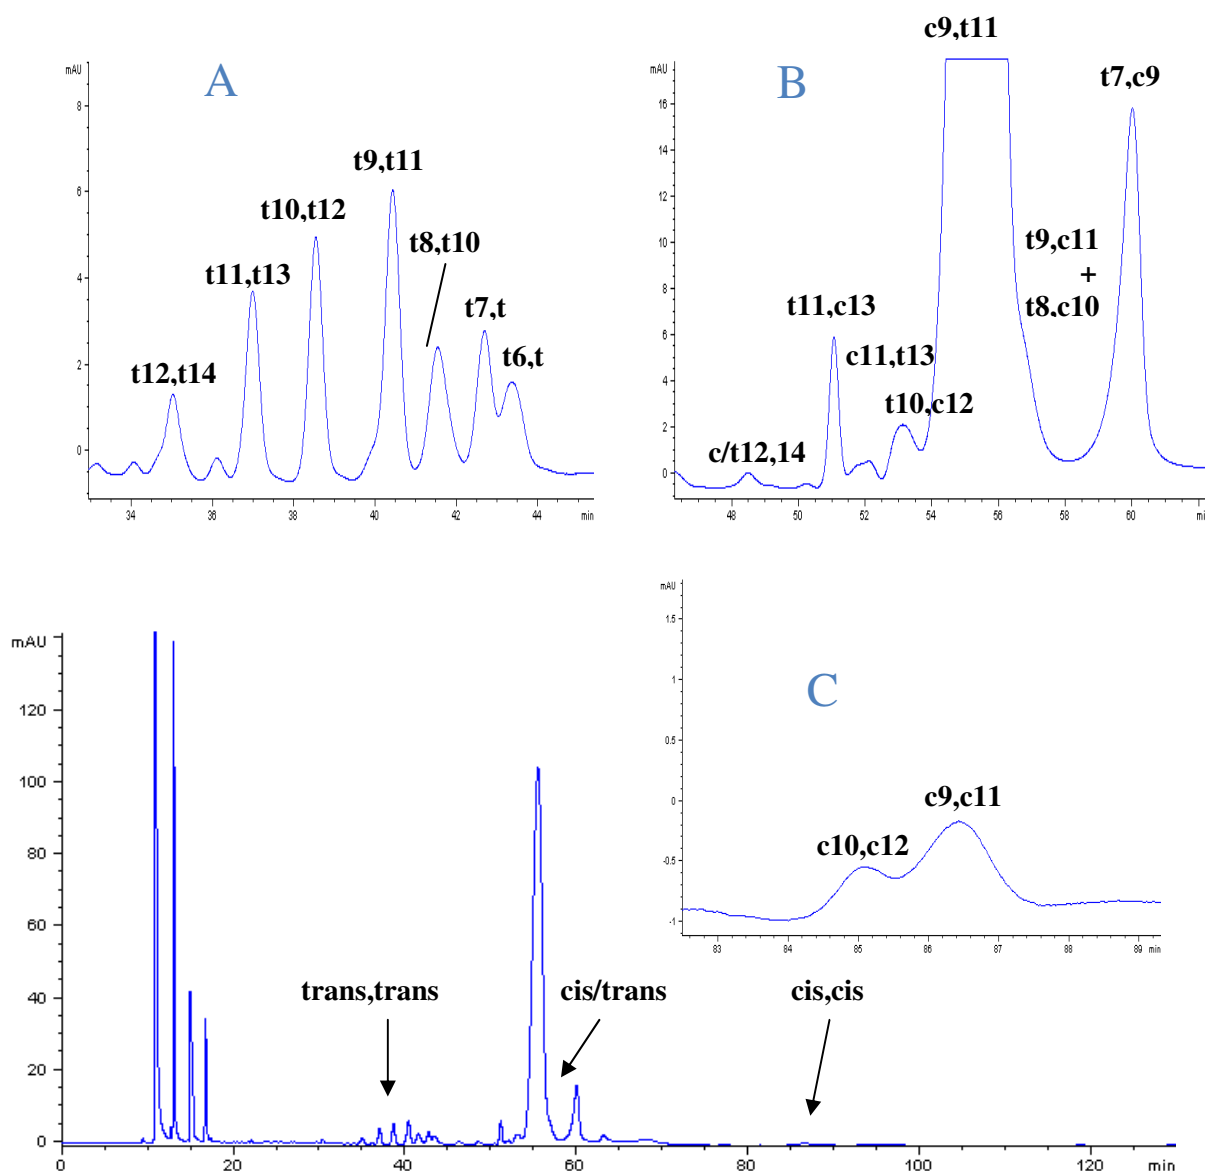 A
mAU
8
6
4
2
0
t12,t14
t11,t13
t10,t12
t9,t11
t8,t10
t7,t
t6,t
34 36 38 40 42 44 min
B
mAU
16
14
12
10
8
6
4
2
0
c9,t11
t7,c9
t9,c11
+
t8,c10
t11,c13
c11,t13
t10,c12
c/t12,14
48 50 52 54 56 58 60
mAU
120
100
80
60
40
20
0
trans,trans
cis/trans
cis,cis
0 20 40 60 80 100 120 min
C
mAU
1.5
1
0.5
0
-0.5
-1
c10,c12
c9,c11
83 84 85 86 87 88 89 min